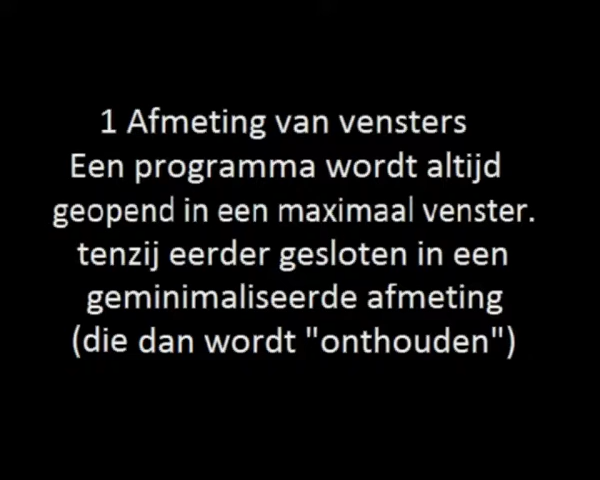 1 Afmeting van vensters
Een programma wordt altijd
geopend in een maximaal venster.
tenzij eerder gesloten in een
geminimaliseerde afmeting
(die dan wordt "onthouden")